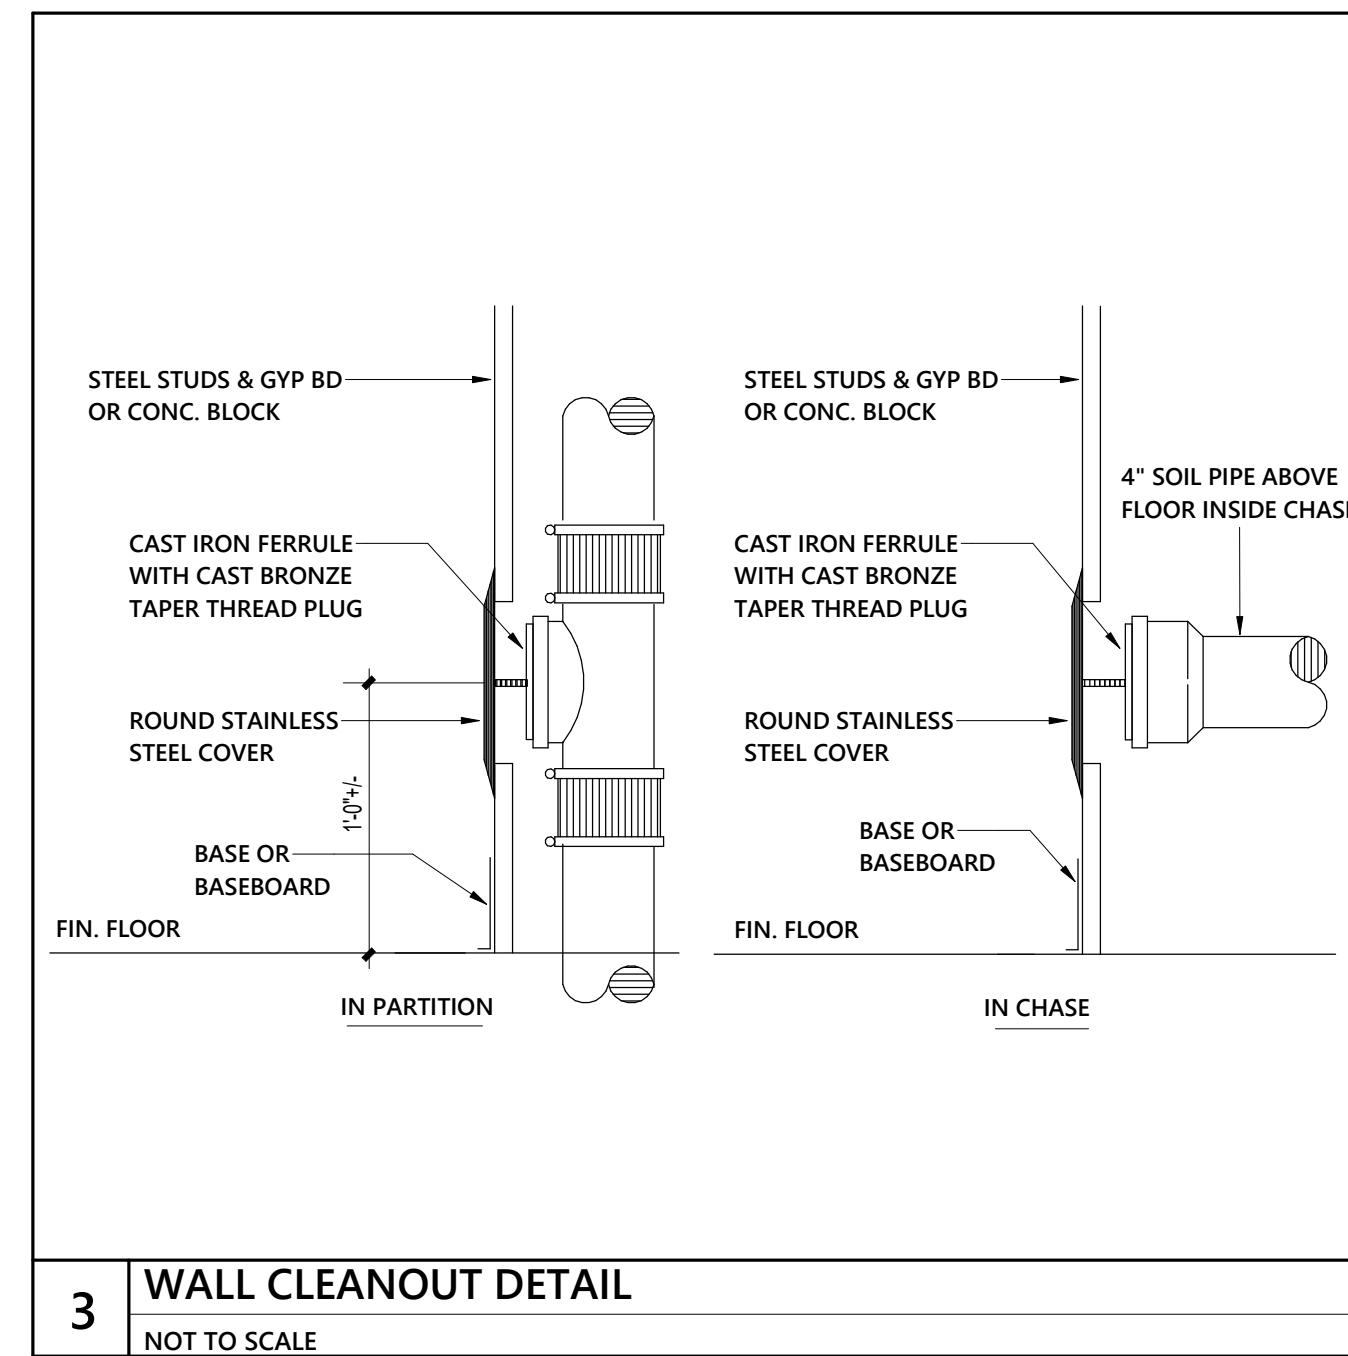 STEEL STUDS & GYP BD
OR CONC. BLOCK
CAST IRON FERRULE
WITH CAST BRONZE
TAPER THREAD PLUG
ROUND STAINLESS
STEEL COVER
1'-0"+/-
BASE OR
BASEBOARD
FIN. FLOOR
IN PARTITION
STEEL STUDS & GYP BD
OR CONC. BLOCK
4" SOIL PIPE ABOVE
FLOOR INSIDE CHASE
CAST IRON FERRULE
WITH CAST BRONZE
TAPER THREAD PLUG
ROUND STAINLESS
STEEL COVER
BASE OR
BASEBOARD
FIN. FLOOR
IN CHASE
3
WALL CLEANOUT DETAIL
NOT TO SCALE